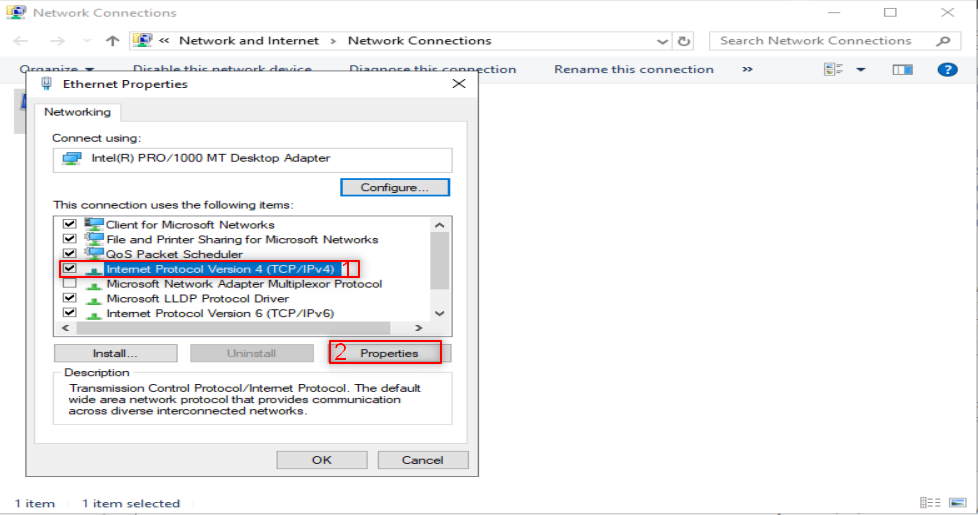 Network Connections
« Network and Internet > Network Connections
Search Network Connections
Organize Disable this network device Diagnose this connection Rename this connection »
Ethernet Properties
Networking
Connect using:
Intel(R) PRO/1000 MT Desktop Adapter
Configure...
This connection uses the following items:
Client for Microsoft Networks
File and Printer Sharing for Microsoft Networks
QoS Packet Scheduler
Internet Protocol Version 4 (TCP/IPv4) 1
Microsoft Network Adapter Multiplexor Protocol
Microsoft LLDP Protocol Driver
Internet Protocol Version 6 (TCP/IPv6)
Install... Uninstall 2 Properties
Description
Transmission Control Protocol/Internet Protocol. The default
wide area network protocol that provides communication
across diverse interconnected networks.
OK Cancel
1 item 1 item selected